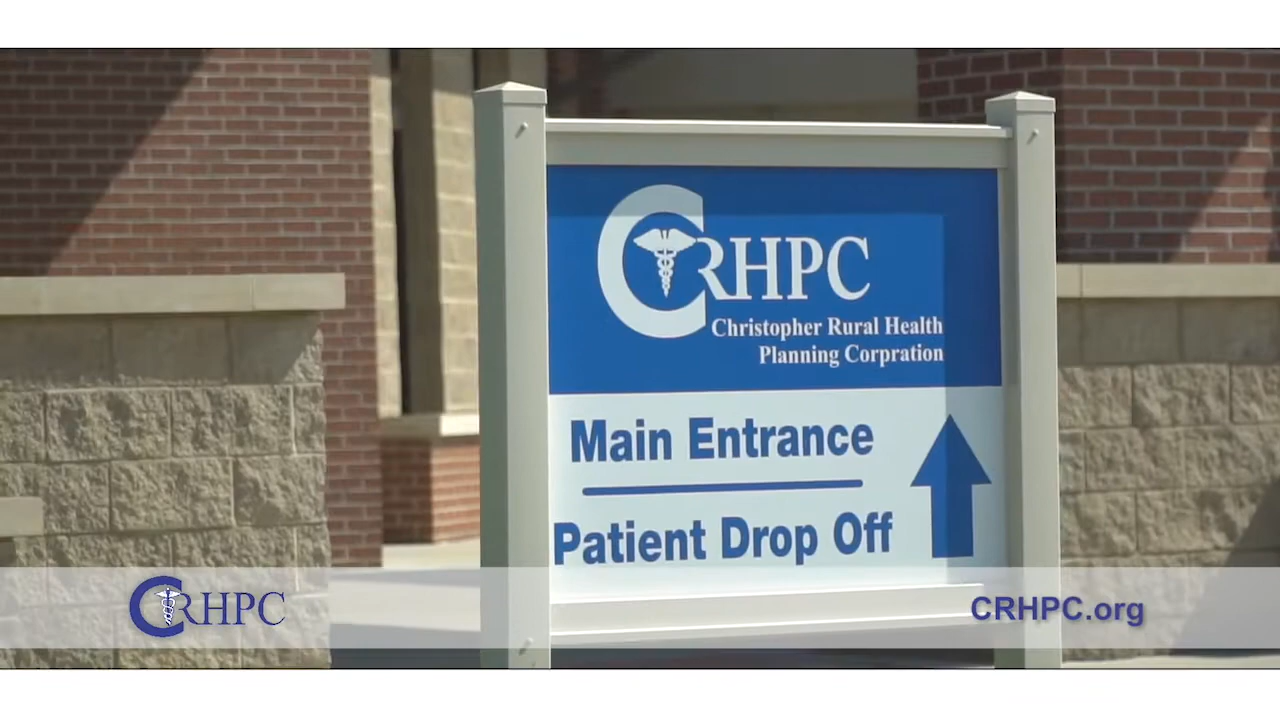 CRHPC
Christopher Rural Health
Planning Corpration
Main Entrance
Patient Drop Off
CRHPC
CRHPC.org